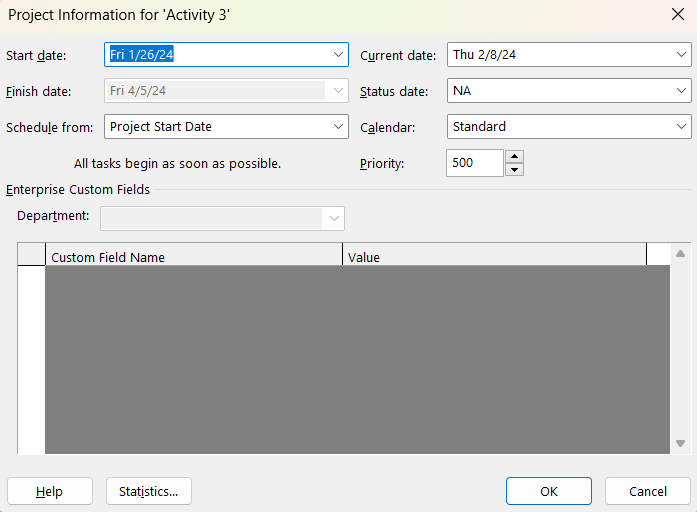 Project Information for 'Activity 3'
Start date: Fri 1/26/24 Current date: Thu 2/8/24
Finish date: Fri 4/5/24 Status date: NA
Schedule from: Project Start Date Calendar: Standard
All tasks begin as soon as possible. Priority: 500
Enterprise Custom Fields
Department:
Custom Field Name Value
Help Statistics... OK Cancel